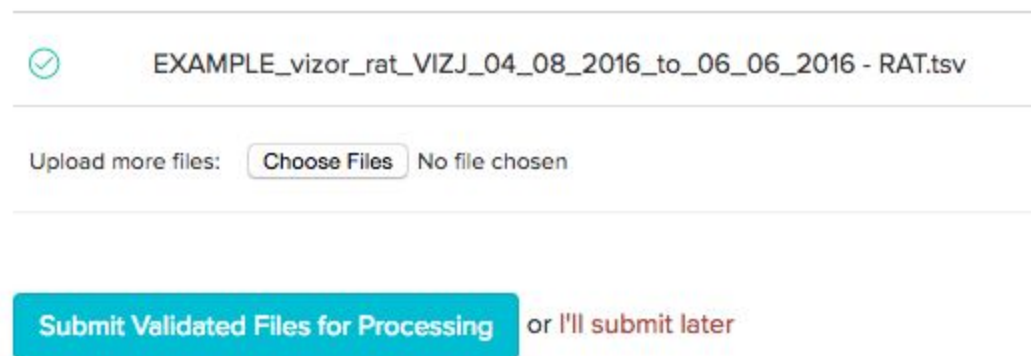 EXAMPLE_vizor_rat_VIZJ_04_08_2016_to_06_06_2016 - RAT.tsv
Upload more files: Choose Files No file chosen
Submit Validated Files for Processing or I'll submit later